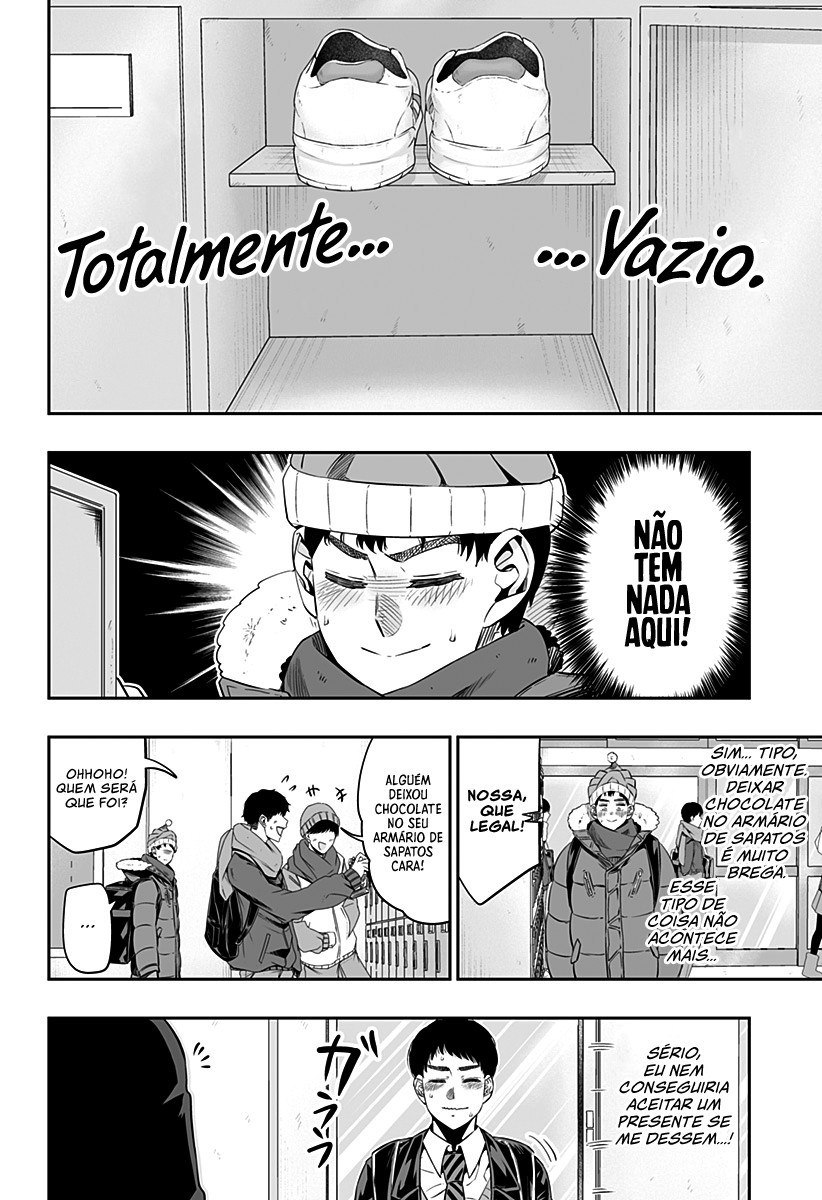 Totalmente...
...Vazio.
NÃO
TEM
NADA
AQUI!
SIM... TIPO,
OBVIAMENTE.
DEIXAR
CHOCOLATE
NO ARMÁRIO
DE SAPATOS
É MUITO
BREGA.
ESSE
TIPO DE
COISA NÃO
ACONTECE
MAIS...
NOSSA,
QUE
LEGAL!
ALGUÉM
DEIXOU
CHOCOLATE
NO SEU
ARMÁRIO
DE SAPATOS
CARA!
OHHOHO!
QUEM SERÁ
QUE FOI?
...
SÉRIO,
EU NEM
CONSEGUIRIA
ACEITAR UM
PRESENTE SE
ME DESSEM...!
ガラ